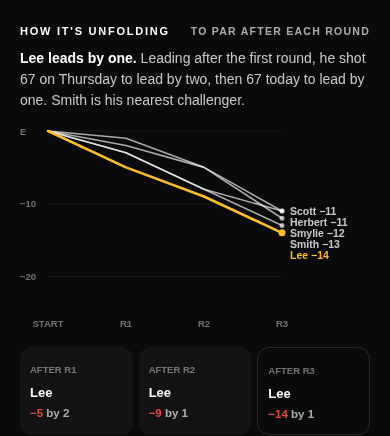 HOW IT'S UNFOLDING TO PAR AFTER EACH ROUND
Lee leads by one. Leading after the first round, he shot
67 on Thursday to lead by two, then 67 today to lead by
one. Smith is his nearest challenger.
E
−10
−20
Scott −11
Herbert −11
Smylie −12
Smith −13
Lee −14
START R1 R2 R3
AFTER R1
Lee
−5 by 2
AFTER R2
Lee
−9 by 1
AFTER R3
Lee
−14 by 1